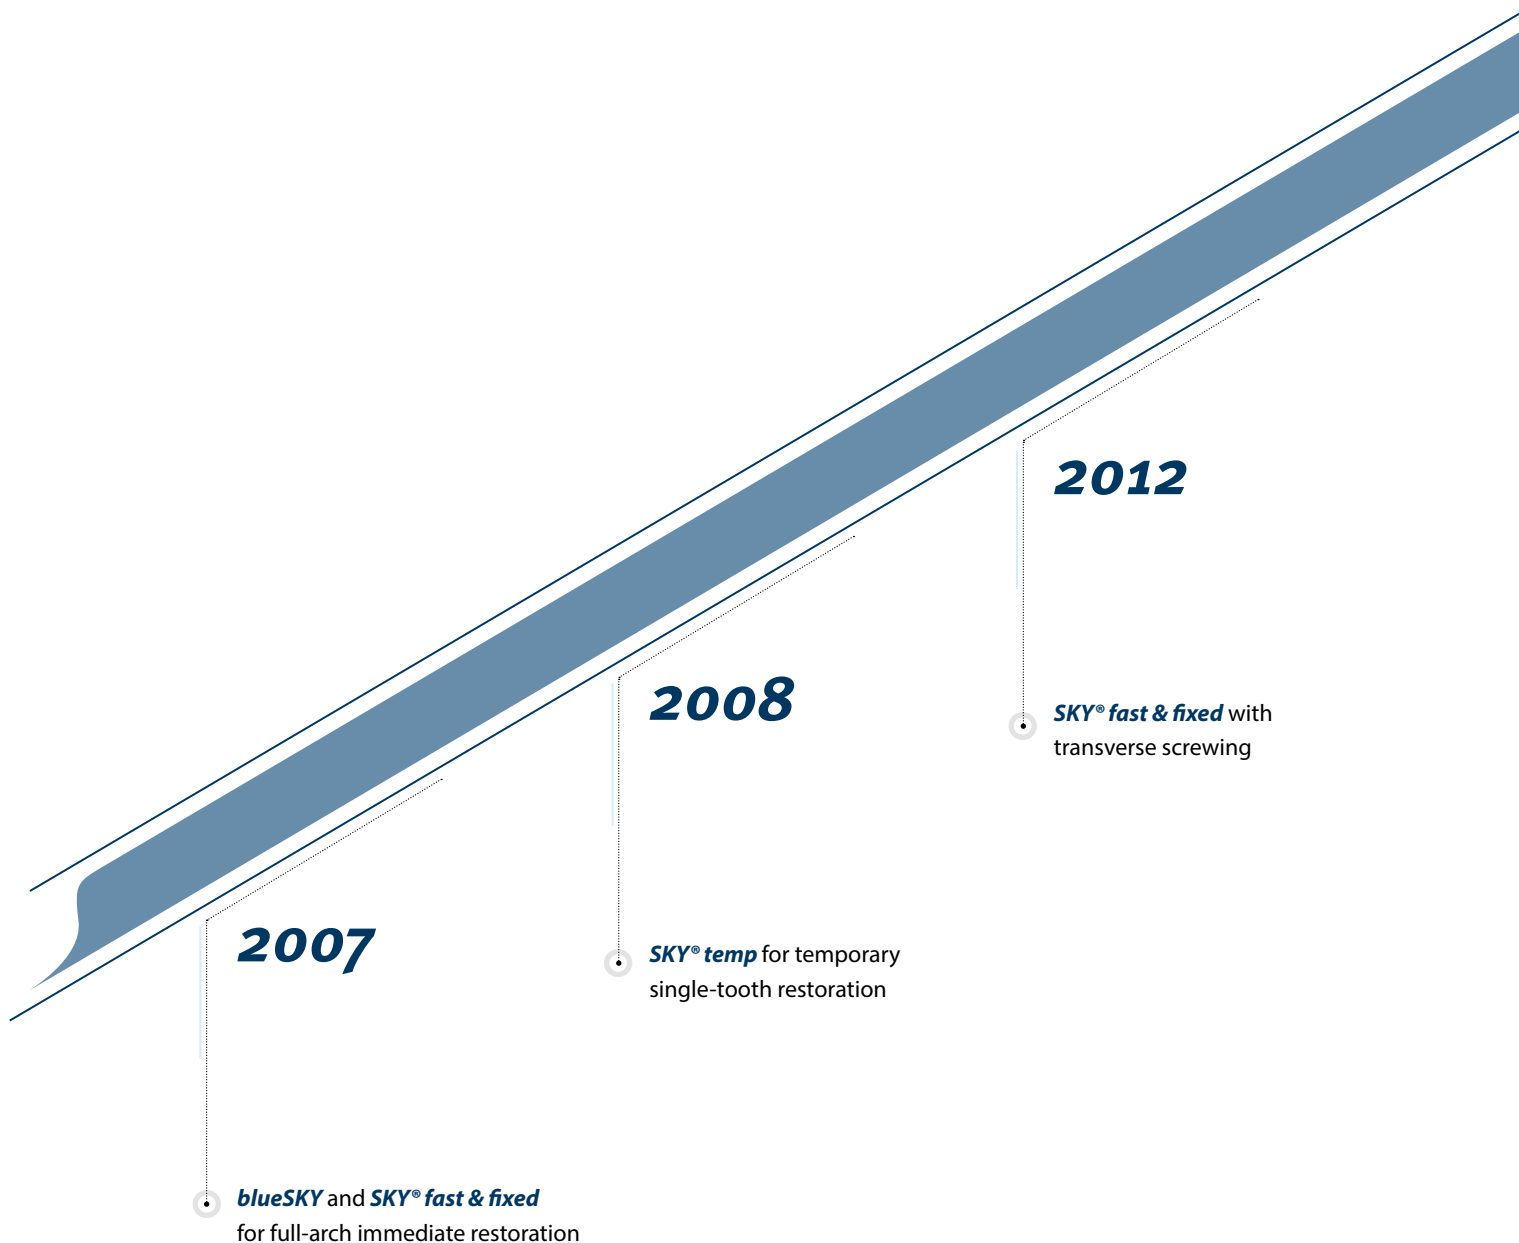 2007
blueSKY and SKY® fast & fixed
for full-arch immediate restoration
2008
SKY® temp for temporary
single-tooth restoration
2012
SKY® fast & fixed with
transverse screwing